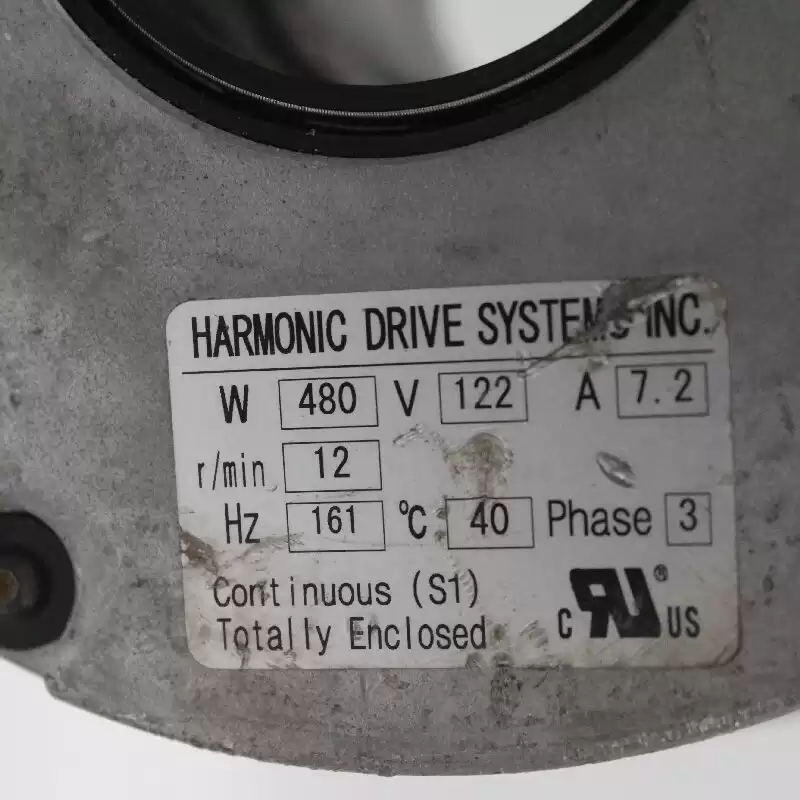 HARMONIC DRIVE SYSTEMS INC.
W 480 V 122 A 7.2
r/min 12
Hz 161 ℃ 40 Phase 3
Continuous (S1)
Totally Enclosed
C RU ® US